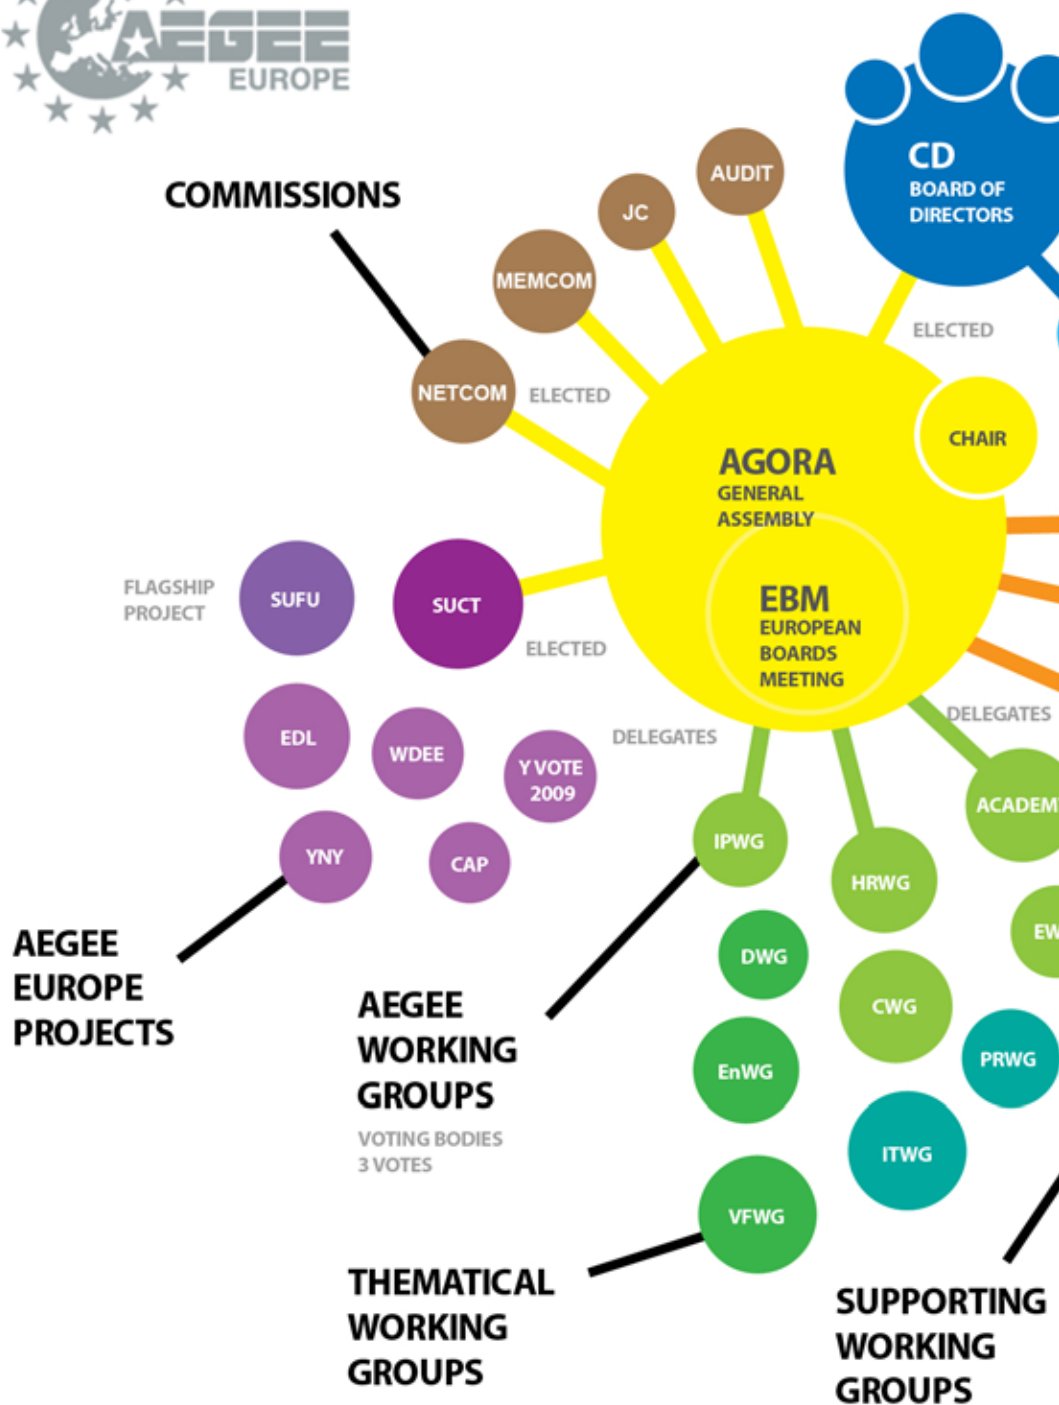 AEGEE
EUROPE
COMMISSIONS
AUDIT
JC
MEMCOM
NETCOM
ELECTED
CD
BOARD OF
DIRECTORS
ELECTED
CHAIR
AGORA
GENERAL
ASSEMBLY
EBM
EUROPEAN
BOARDS
MEETING
FLAGSHIP
PROJECT
SUFU
SUCT
ELECTED
EDL
WDEE
Y VOTE
2009
YNY
CAP
DELEGATES
DELEGATES
IPWG
HRWG
ACADEM
DWG
CWG
EW
EnWG
PRWG
ITWG
VFWG
AEGEE
EUROPE
PROJECTS
AEGEE
WORKING
GROUPS
VOTING BODIES
3 VOTES
THEMATICAL
WORKING
GROUPS
SUPPORTING
WORKING
GROUPS